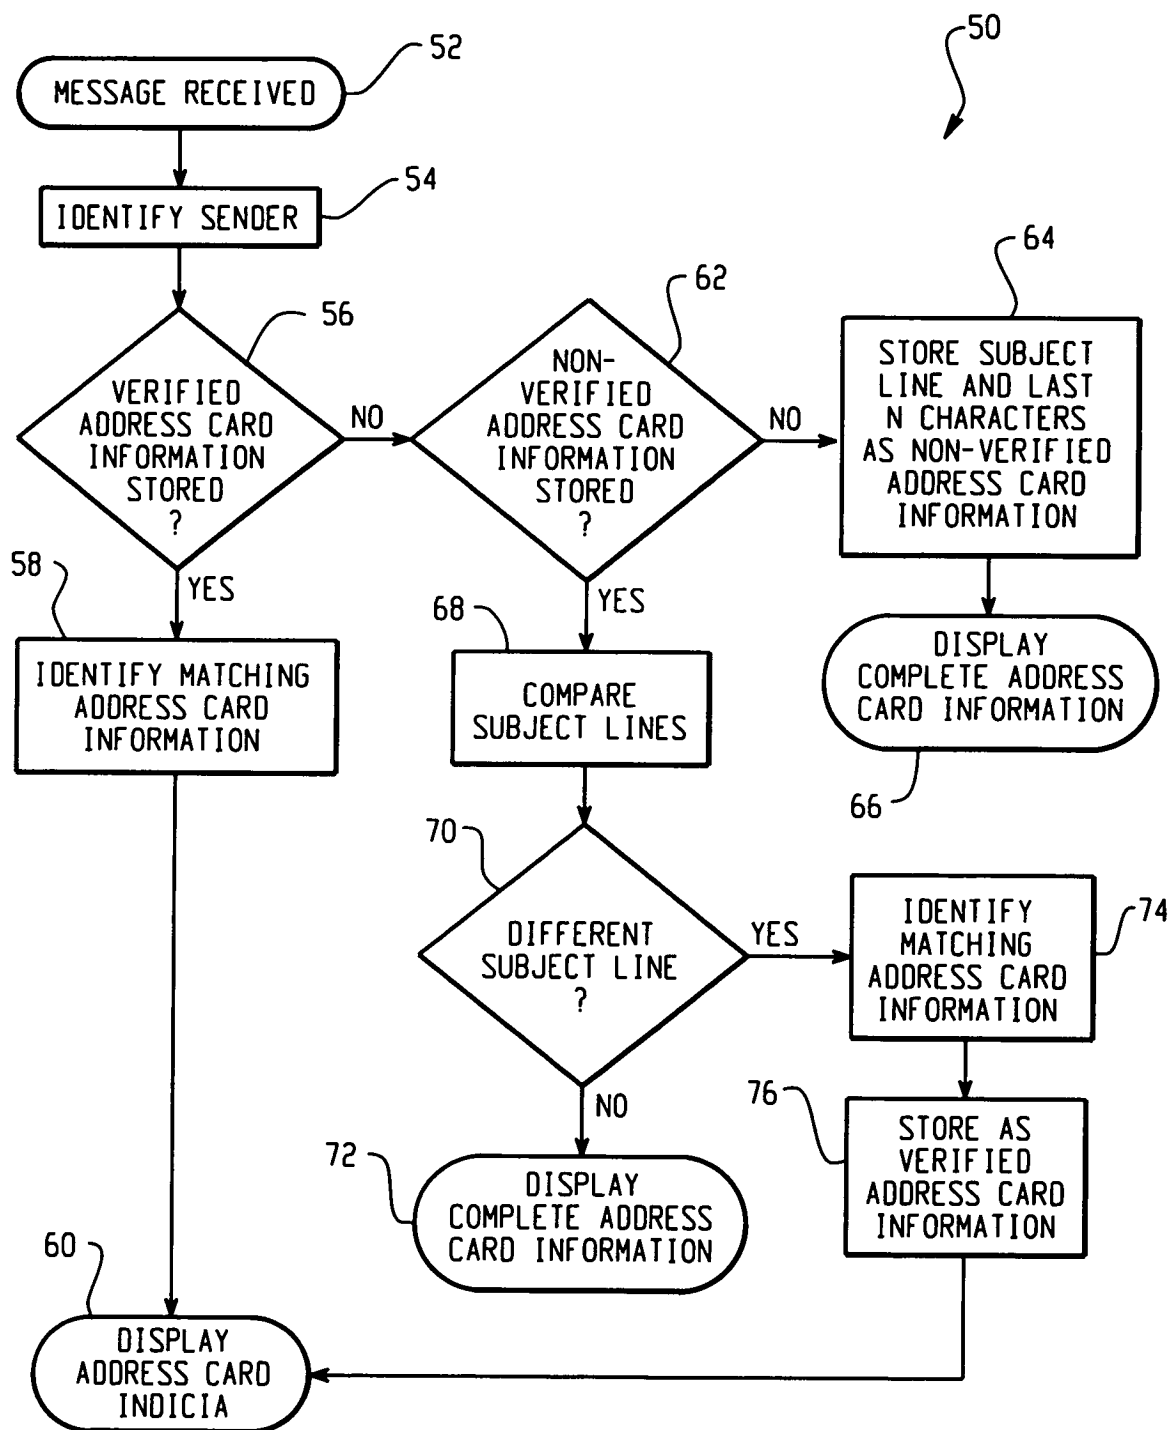 50
52
MESSAGE RECEIVED
54
IDENTIFY SENDER
56
VERIFIED
ADDRESS CARD
INFORMATION
STORED
?
NO
YES
62
NON-
VERIFIED
ADDRESS CARD
INFORMATION
STORED
?
NO
YES
64
STORE SUBJECT
LINE AND LAST
N CHARACTERS
AS NON-VERIFIED
ADDRESS CARD
INFORMATION
DISPLAY
COMPLETE ADDRESS
CARD INFORMATION
66
58
IDENTIFY MATCHING
ADDRESS CARD
INFORMATION
68
COMPARE
SUBJECT LINES
70
DIFFERENT
SUBJECT LINE
?
YES
NO
74
IDENTIFY
MATCHING
ADDRESS CARD
INFORMATION
76
STORE AS
VERIFIED
ADDRESS CARD
INFORMATION
72
DISPLAY
COMPLETE ADDRESS
CARD INFORMATION
60
DISPLAY
ADDRESS CARD
INDICIA